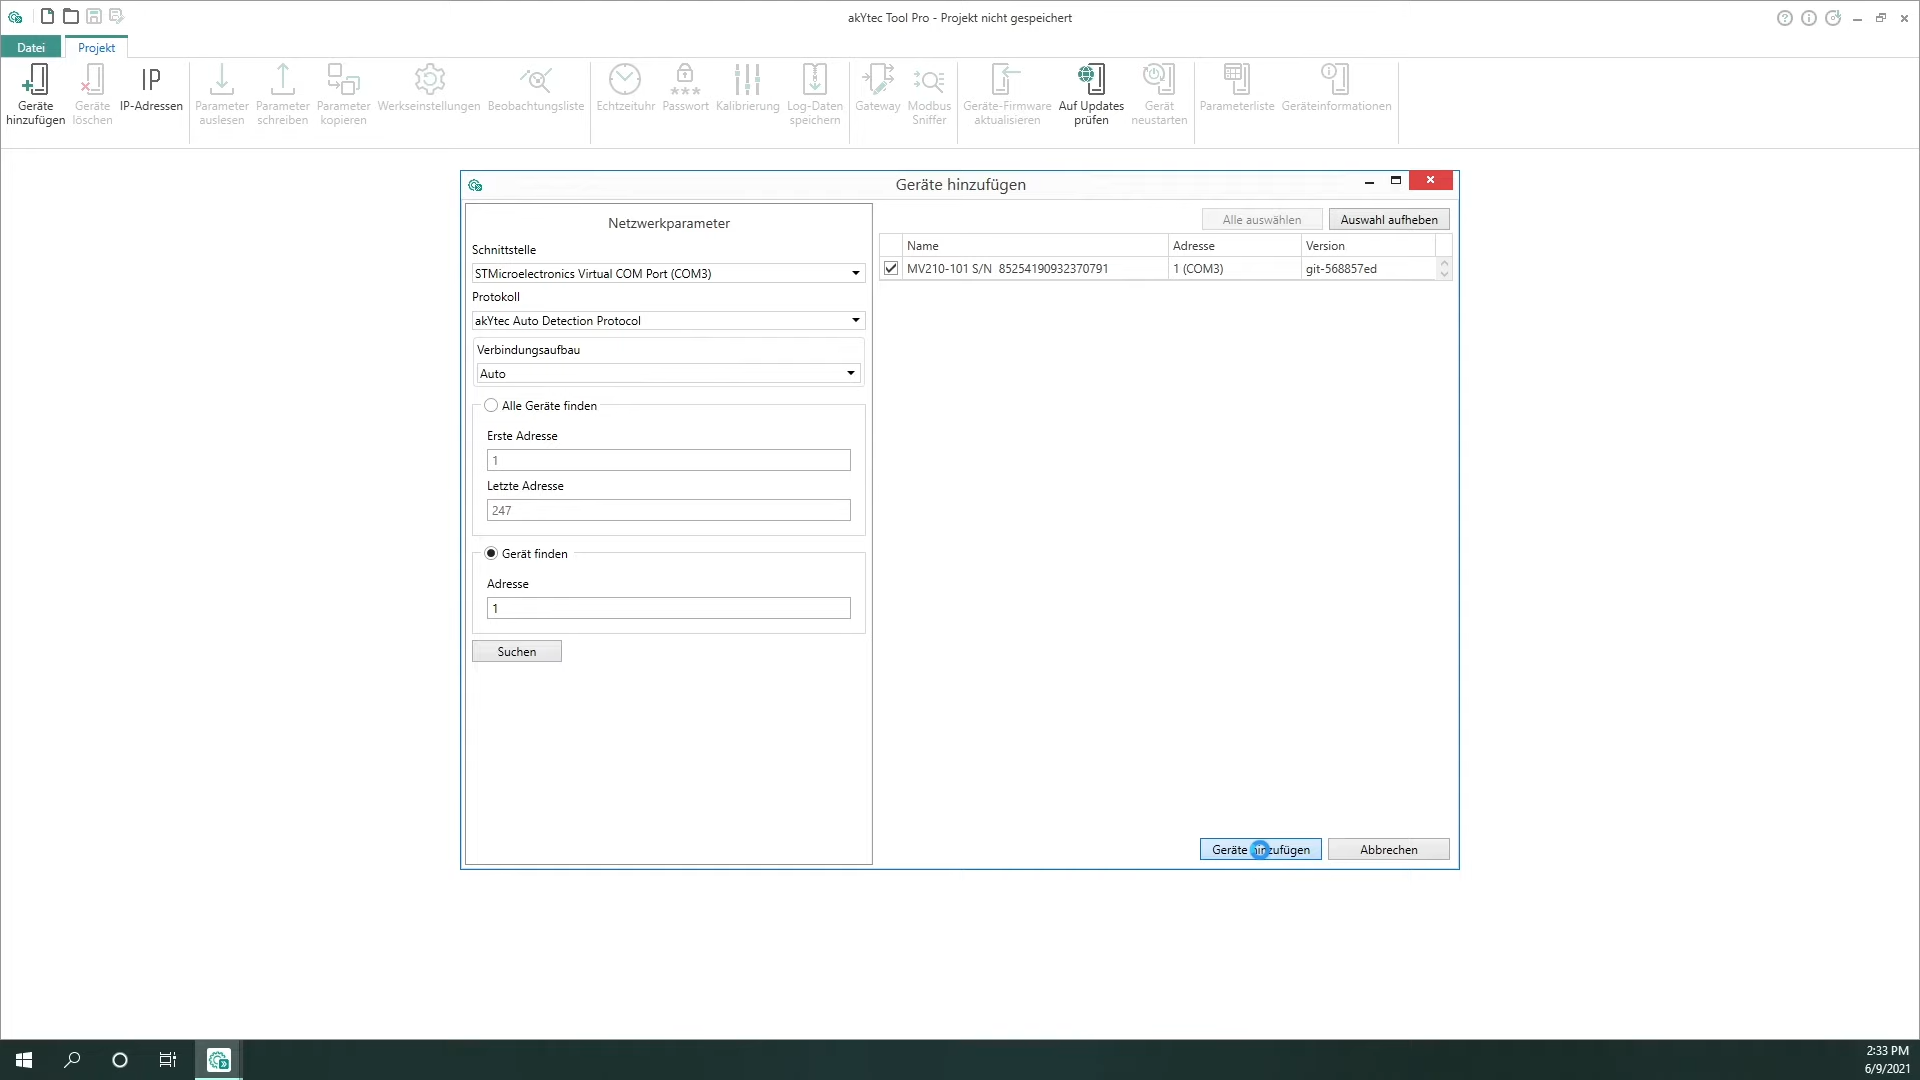 akYtec Tool Pro - Projekt nicht gespeichert
Datei
Projekt
Geräte hinzufügen
Geräte löschen
IP-Adressen
Parameter auslesen
Parameter schreiben
Parameter kopieren
Werkseinstellungen
Beobachtungsliste
Echtzeituhr
Passwort
Kalibrierung
Log-Daten speichern
Gateway
Modbus Sniffer
Geräte-Firmware aktualisieren
Auf Updates prüfen
Gerät neustarten
Parameterliste
Geräteinformationen
Geräte hinzufügen
Netzwerkparameter
Schnittstelle
STMicroelectronics Virtual COM Port (COM3)
Protokoll
akYtec Auto Detection Protocol
Verbindungsaufbau
Auto
Alle Geräte finden
Erste Adresse
1
Letzte Adresse
247
Gerät finden
Adresse
1
Suchen
Alle auswählen
Auswahl aufheben
Name Adresse Version
MV210-101 S/N 85254190932370791 1 (COM3) git-568857ed
Geräte hinzufügen
Abbrechen
2:33 PM
6/9/2021